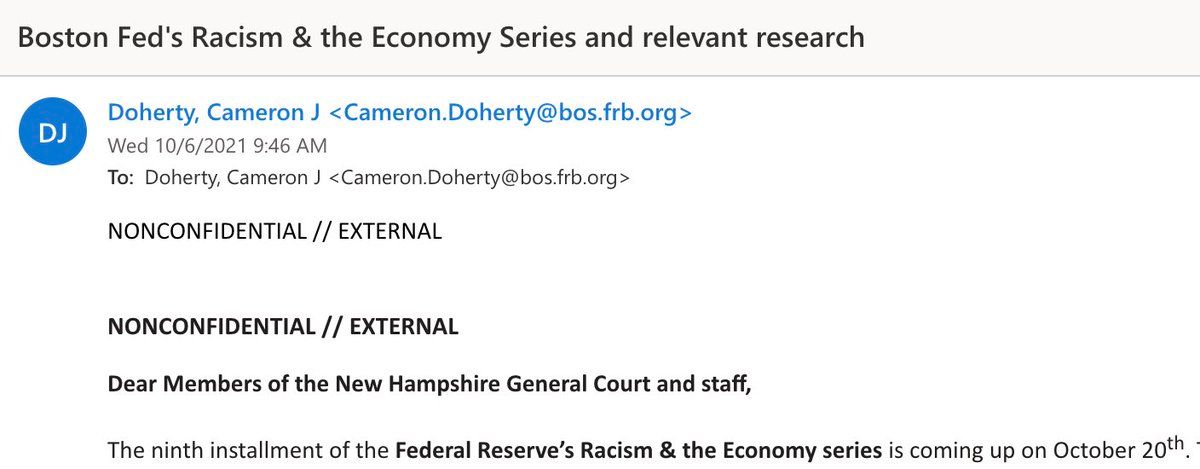 Boston Fed's Racism & the Economy Series and relevant research
DJ
Doherty, Cameron J <Cameron.Doherty@bos.frb.org>
Wed 10/6/2021 9:46 AM
To: Doherty, Cameron J <Cameron.Doherty@bos.frb.org>
NONCONFIDENTIAL // EXTERNAL
NONCONFIDENTIAL // EXTERNAL
Dear Members of the New Hampshire General Court and staff,
The ninth installment of the Federal Reserve’s Racism & the Economy series is coming up on October 20th.